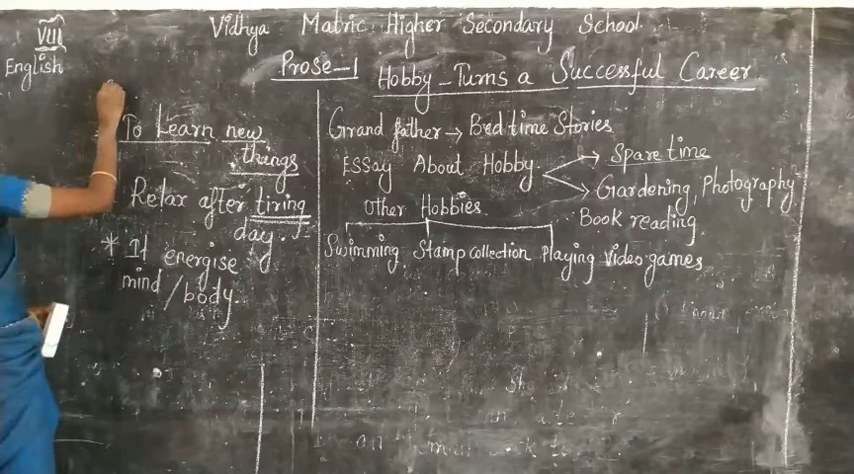 Vidhya Matric Higher Secondary School.
VIII
English
Prose-1 Hobby-Turns a Successful Career
To Learn new
things
Relax after tiring
day.
* It energise
mind/body.
Grand father → Bed time Stories
ESSay About Hobby → Spare time
→ Gardening, Photography
Book reading
other Hobbies
Swimming Stamp collection Playing Video games